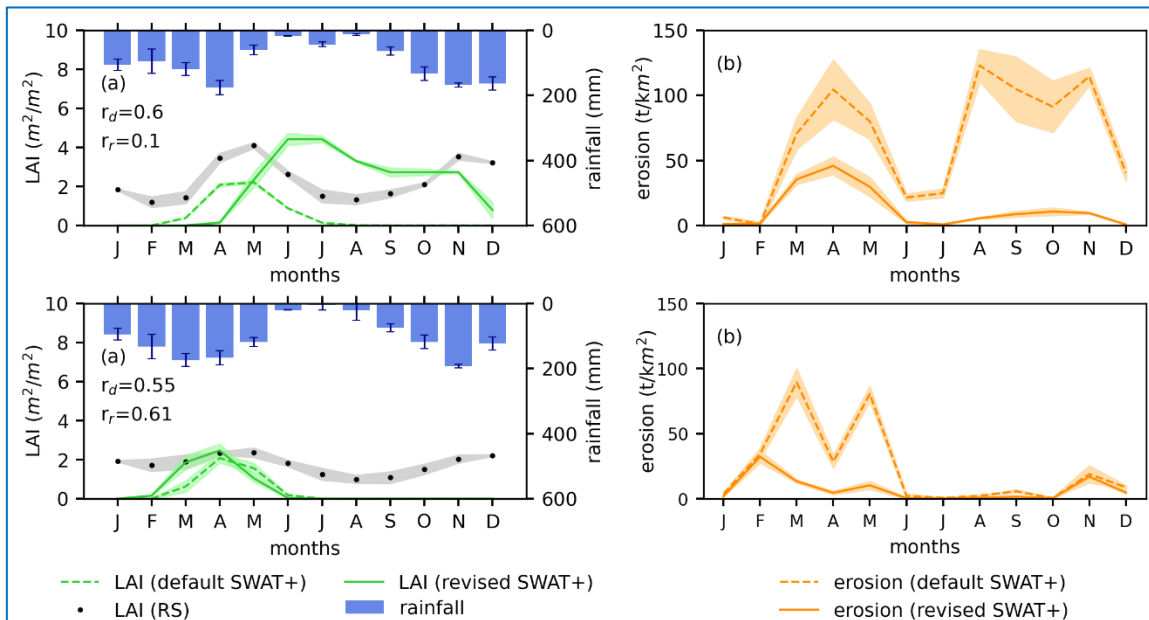 10
8
6
4
2
0
LAI (m²/m²)
(a)
r_d=0.6
r_r=0.1
0
200
400
600
rainfall (mm)
J F M A M J J A S O N D
months
150
100
50
0
erosion (t/km²)
(b)
J F M A M J J A S O N D
months
10
8
6
4
2
0
LAI (m²/m²)
(a)
r_d=0.55
r_r=0.61
0
200
400
600
rainfall (mm)
J F M A M J J A S O N D
months
150
100
50
0
erosion (t/km²)
(b)
J F M A M J J A S O N D
months
LAI (default SWAT+)
LAI (revised SWAT+)
LAI (RS)
rainfall
erosion (default SWAT+)
erosion (revised SWAT+)